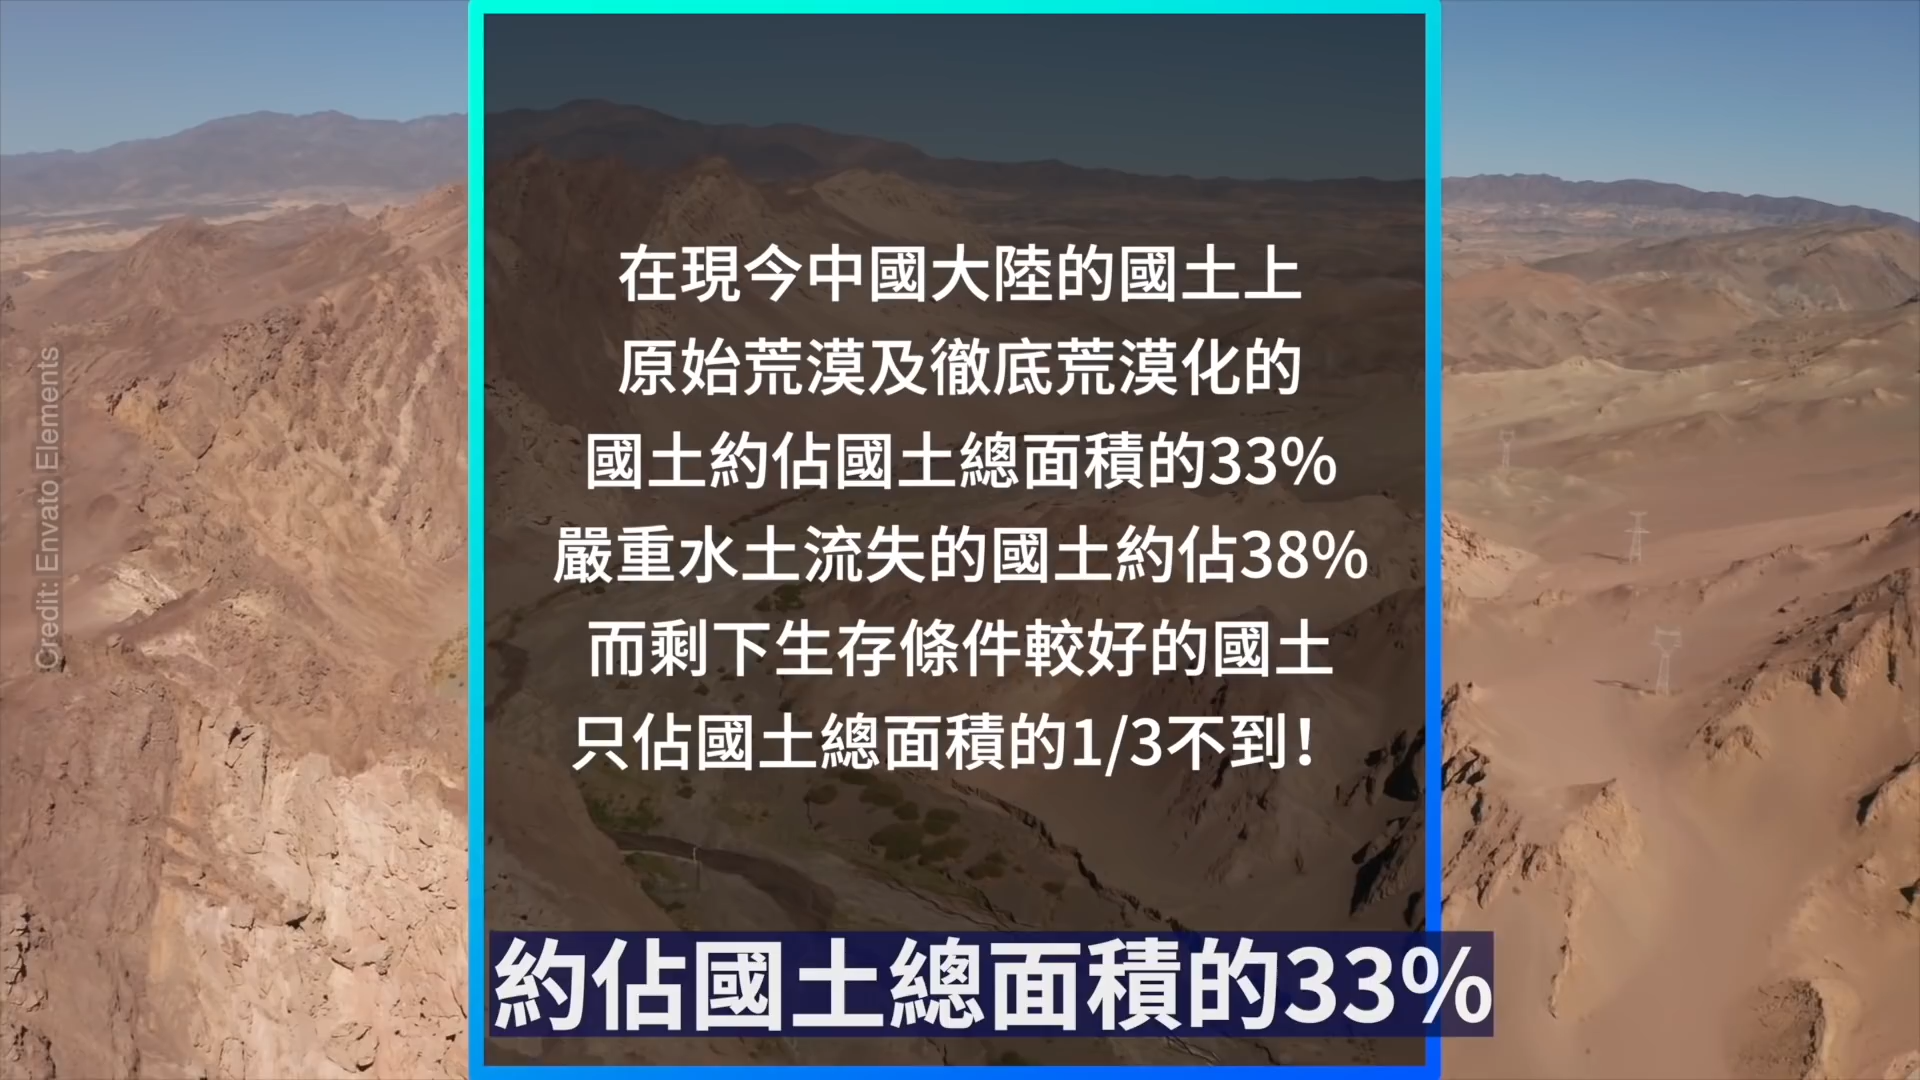 Credit: Envato Elements
在現今中國大陸的國土上
原始荒漠及徹底荒漠化的
國土約佔國土總面積的33%
嚴重水土流失的國土約佔38%
而剩下生存條件較好的國土
只佔國土總面積的1/3不到!
約佔國土總面積的33%